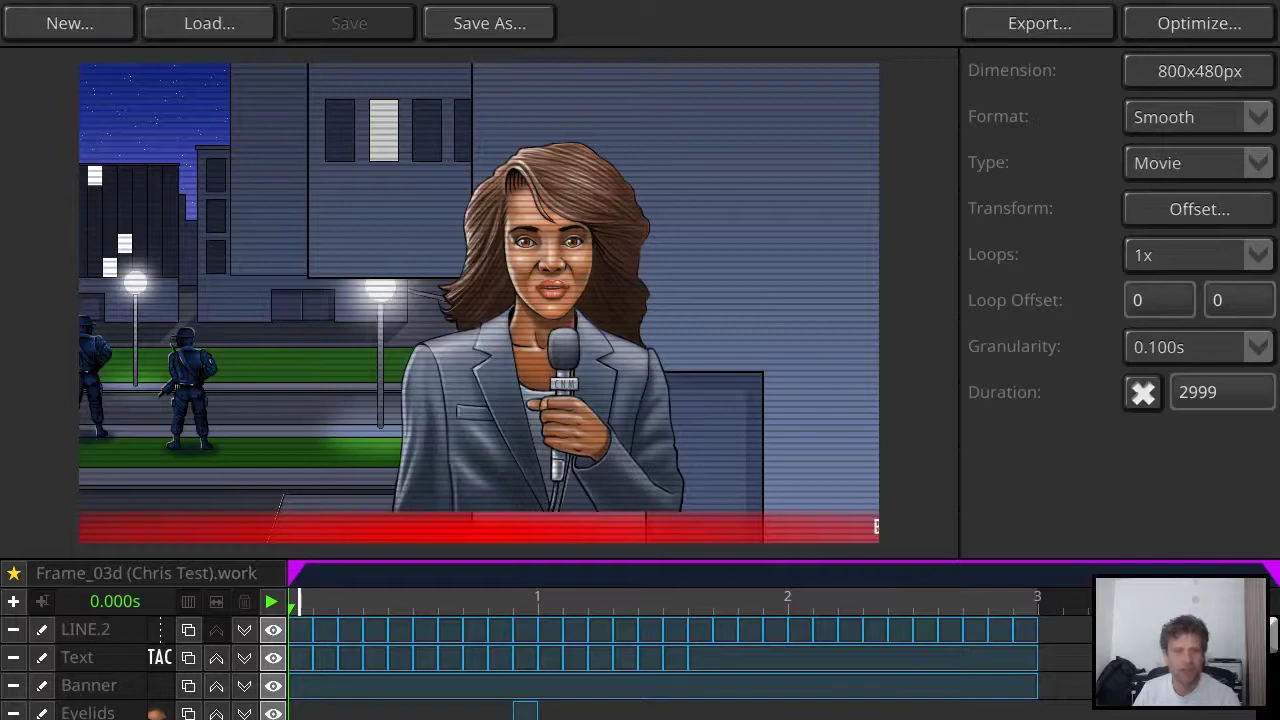 New... Load... Save Save As... Export... Optimize...
Dimension: 800x480px
Format: Smooth
Type: Movie
Transform: Offset...
Loops: 1x
Loop Offset: 0 0
Granularity: 0.100s
Duration: 2999
CNM
Frame_03d (Chris Test).work
0.000s 1 2 3
LINE.2
Text TAC
Banner
Eyelids